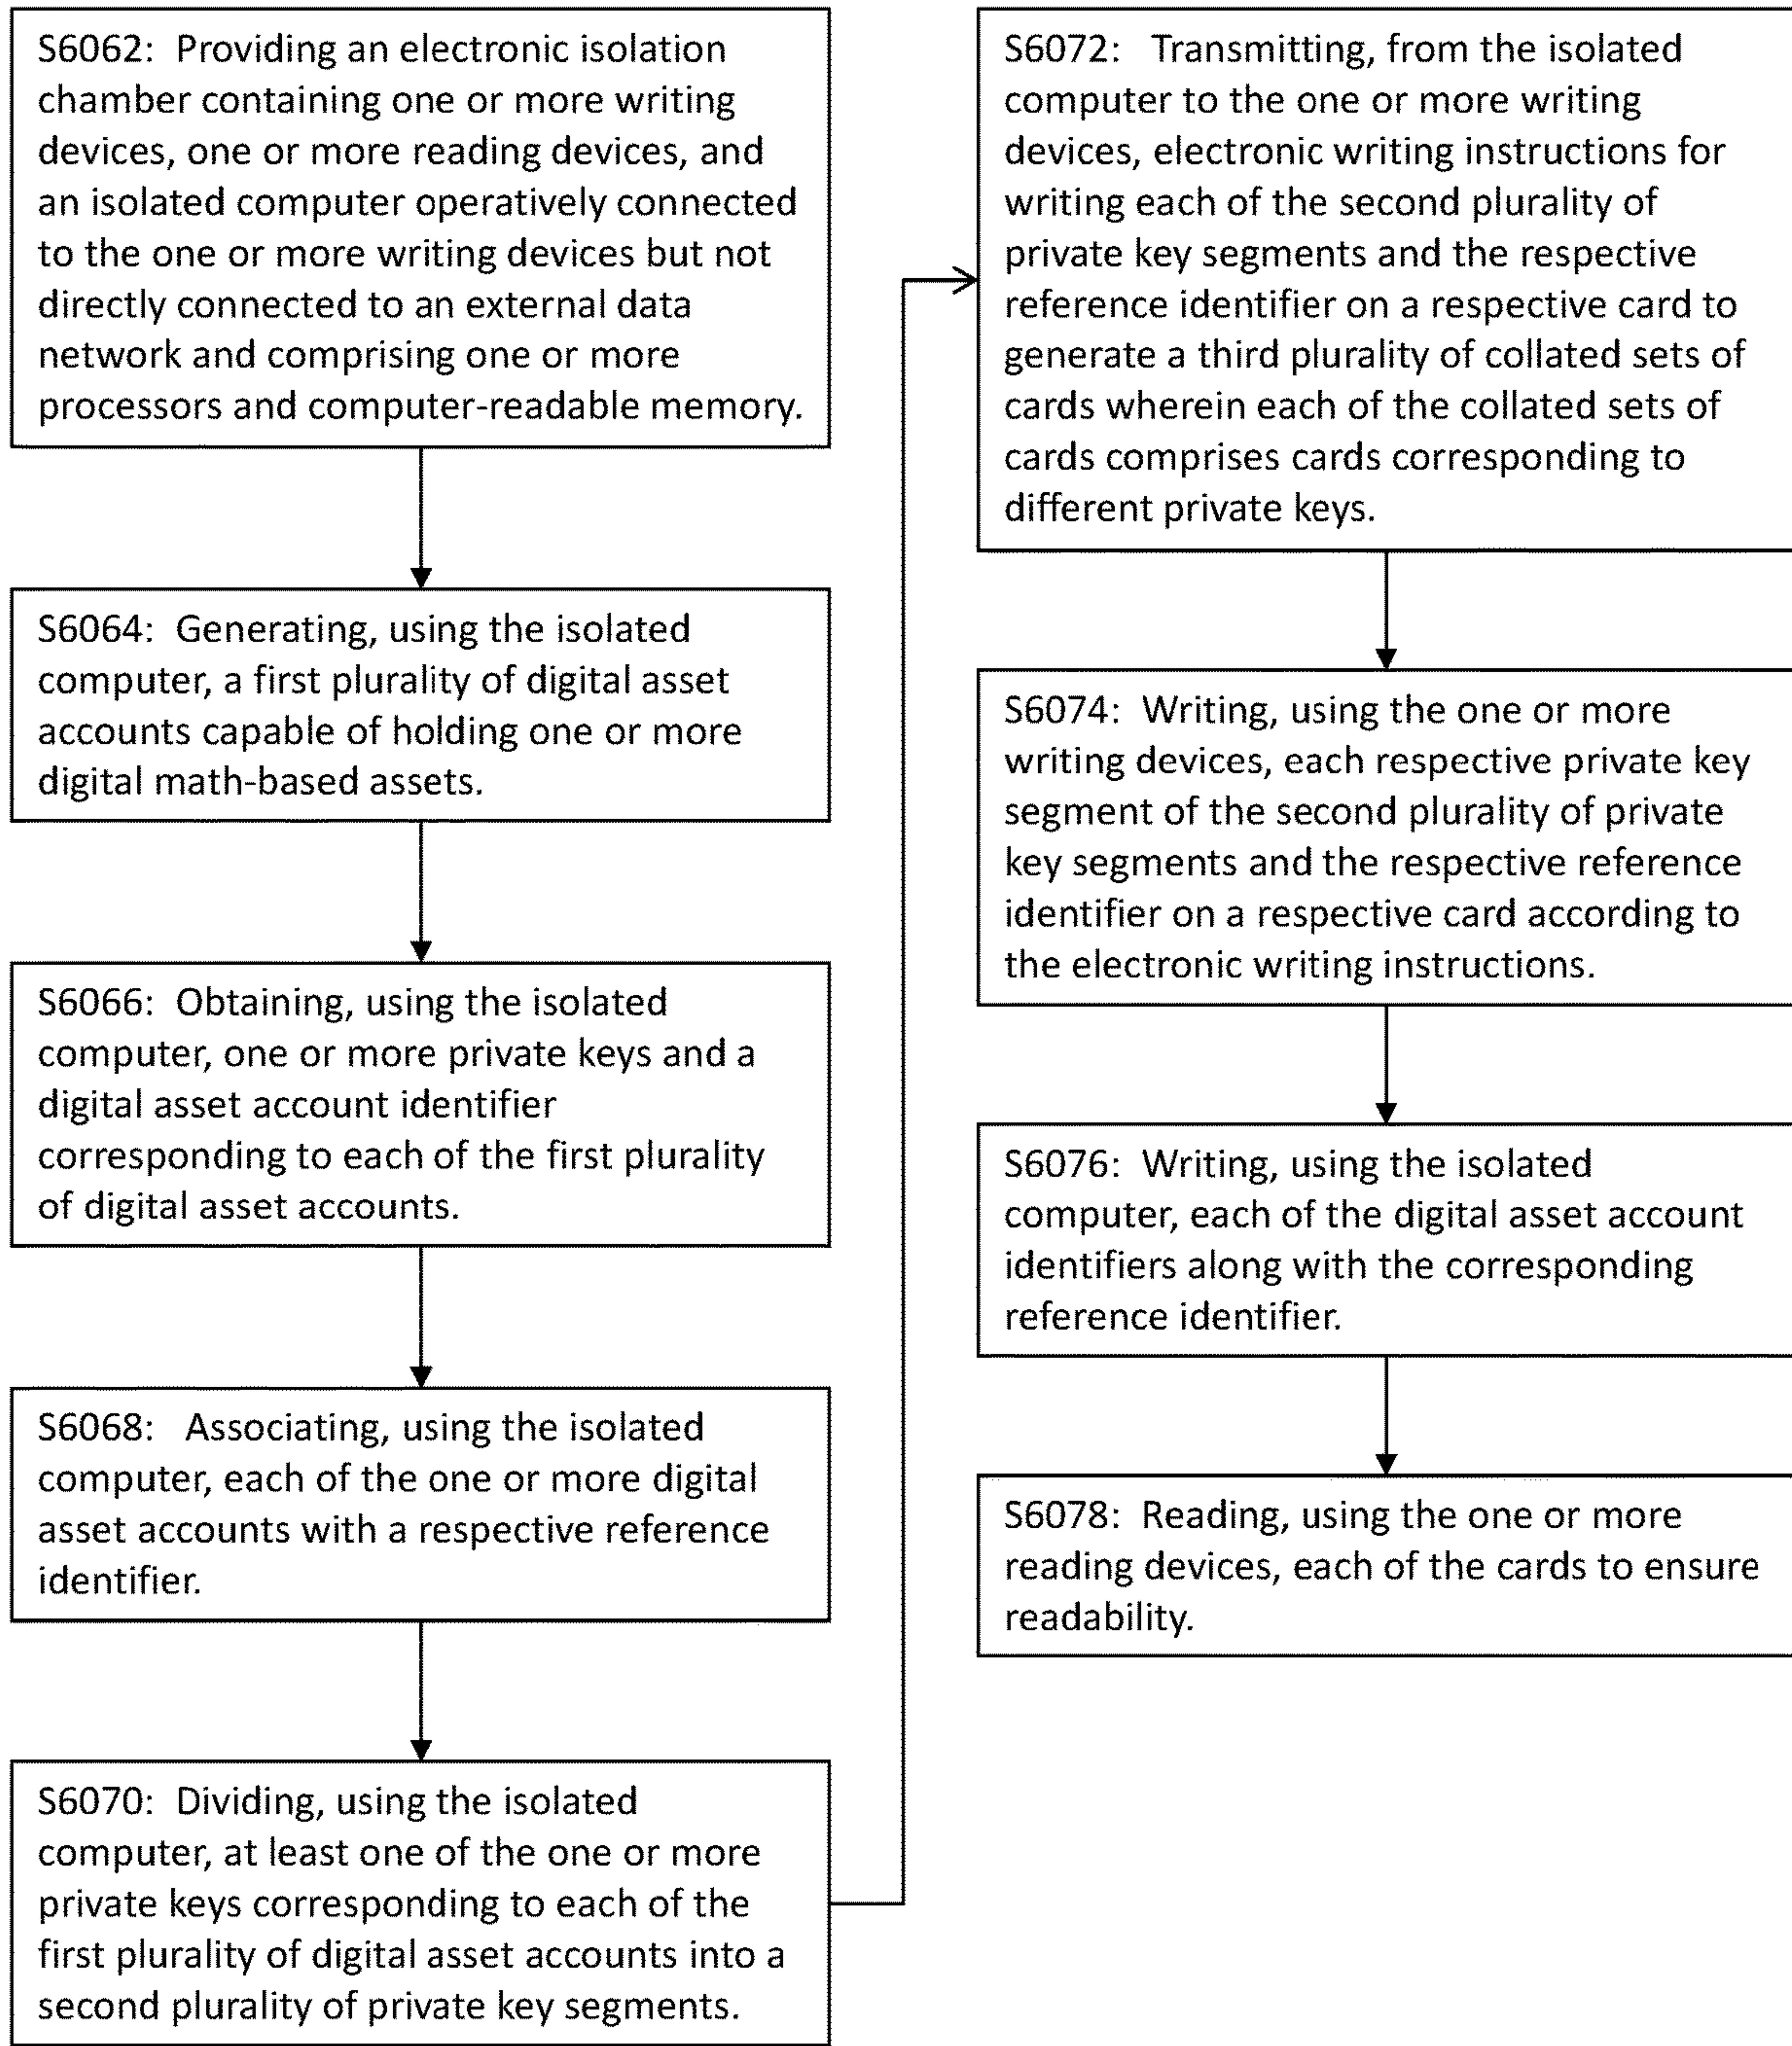 S6062: Providing an electronic isolation
chamber containing one or more writing
devices, one or more reading devices, and
an isolated computer operatively connected
to the one or more writing devices but not
directly connected to an external data
network and comprising one or more
processors and computer-readable memory.
S6064: Generating, using the isolated
computer, a first plurality of digital asset
accounts capable of holding one or more
digital math-based assets.
S6066: Obtaining, using the isolated
computer, one or more private keys and a
digital asset account identifier
corresponding to each of the first plurality
of digital asset accounts.
S6068: Associating, using the isolated
computer, each of the one or more digital
asset accounts with a respective reference
identifier.
S6070: Dividing, using the isolated
computer, at least one of the one or more
private keys corresponding to each of the
first plurality of digital asset accounts into a
second plurality of private key segments.
S6072: Transmitting, from the isolated
computer to the one or more writing
devices, electronic writing instructions for
writing each of the second plurality of
private key segments and the respective
reference identifier on a respective card to
generate a third plurality of collated sets of
cards wherein each of the collated sets of
cards comprises cards corresponding to
different private keys.
S6074: Writing, using the one or more
writing devices, each respective private key
segment of the second plurality of private
key segments and the respective reference
identifier on a respective card according to
the electronic writing instructions.
S6076: Writing, using the isolated
computer, each of the digital asset account
identifiers along with the corresponding
reference identifier.
S6078: Reading, using the one or more
reading devices, each of the cards to ensure
readability.